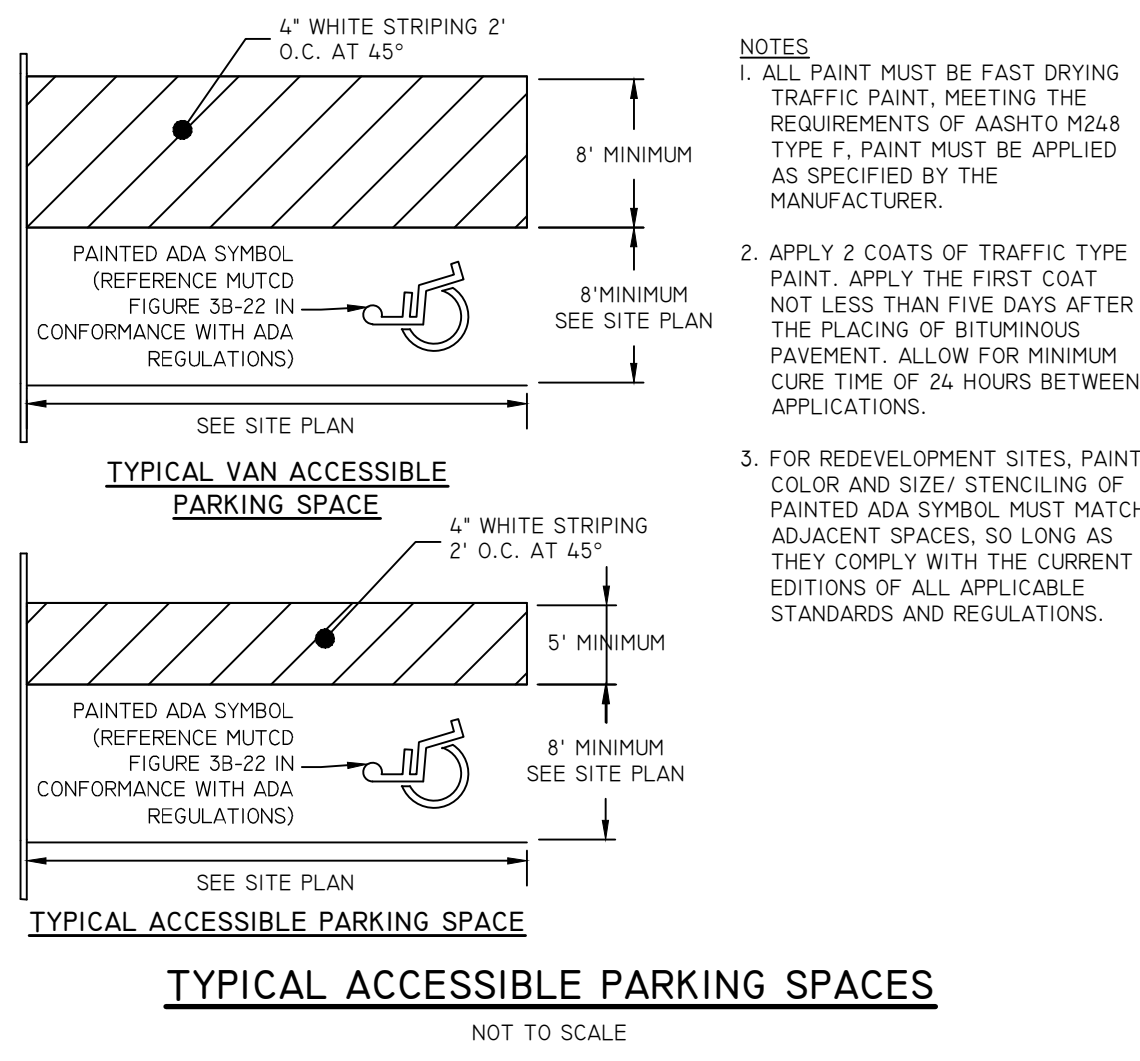 4" WHITE STRIPING 2'
O.C. AT 45°
8' MINIMUM
PAINTED ADA SYMBOL
(REFERENCE MUTCD
FIGURE 3B-22 IN
CONFORMANCE WITH ADA
REGULATIONS)
8'MINIMUM
SEE SITE PLAN
SEE SITE PLAN
TYPICAL VAN ACCESSIBLE
PARKING SPACE
4" WHITE STRIPING
2' O.C. AT 45°
5' MINIMUM
PAINTED ADA SYMBOL
(REFERENCE MUTCD
FIGURE 3B-22 IN
CONFORMANCE WITH ADA
REGULATIONS)
8' MINIMUM
SEE SITE PLAN
SEE SITE PLAN
TYPICAL ACCESSIBLE PARKING SPACE
NOTES
1. ALL PAINT MUST BE FAST DRYING
TRAFFIC PAINT, MEETING THE
REQUIREMENTS OF AASHTO M248
TYPE F, PAINT MUST BE APPLIED
AS SPECIFIED BY THE
MANUFACTURER.
2. APPLY 2 COATS OF TRAFFIC TYPE
PAINT. APPLY THE FIRST COAT
NOT LESS THAN FIVE DAYS AFTER
THE PLACING OF BITUMINOUS
PAVEMENT. ALLOW FOR MINIMUM
CURE TIME OF 24 HOURS BETWEEN
APPLICATIONS.
3. FOR REDEVELOPMENT SITES, PAINT
COLOR AND SIZE/ STENCILING OF
PAINTED ADA SYMBOL MUST MATCH
ADJACENT SPACES, SO LONG AS
THEY COMPLY WITH THE CURRENT
EDITIONS OF ALL APPLICABLE
STANDARDS AND REGULATIONS.
TYPICAL ACCESSIBLE PARKING SPACES
NOT TO SCALE